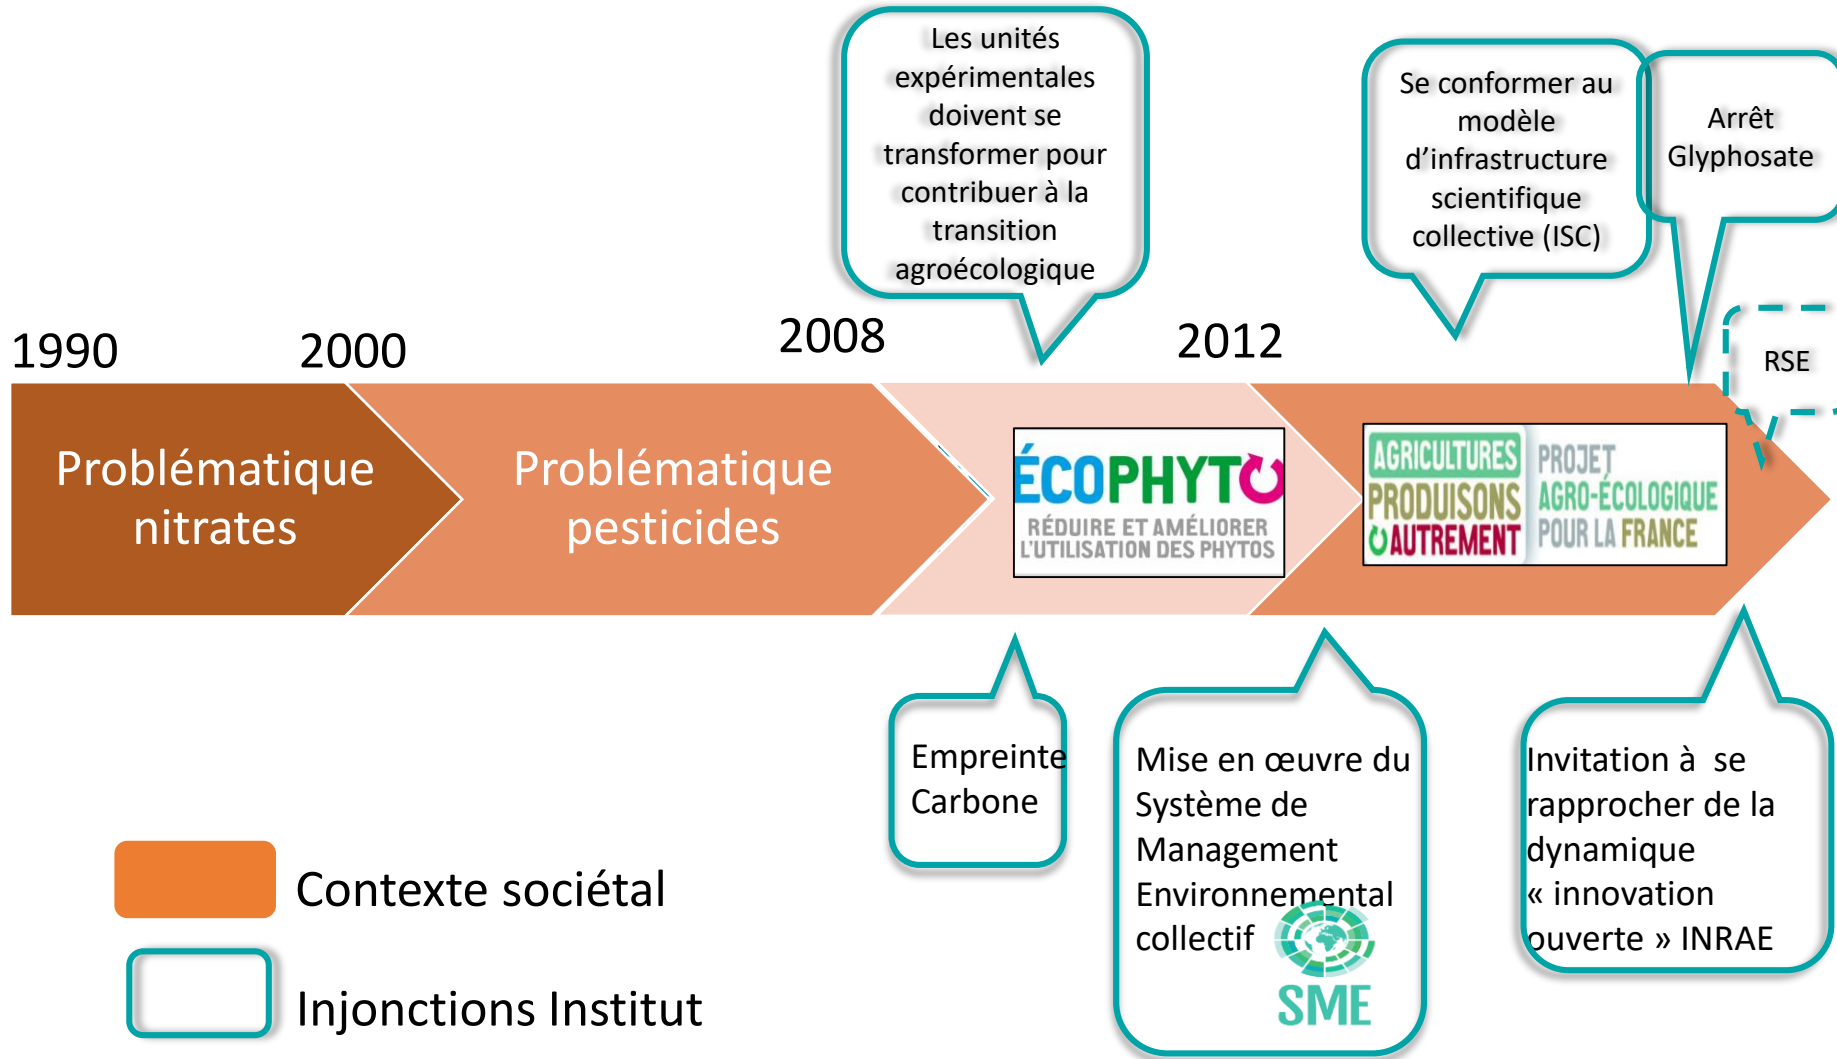 Les unités
expérimentales
doivent se
transformer pour
contribuer à la
transition
agroécologique
Se conformer au
modèle
d’infrastructure
scientifique
collective (ISC)
Arrêt
Glyphosate
RSE
1990
2000
2008
2012
Problématique
nitrates
Problématique
pesticides
ÉCOPHYTO
RÉDUIRE ET AMÉLIORER
L'UTILISATION DES PHYTOS
AGRICULTURES
PRODUISONS
AUTREMENT
PROJET
AGRO-ÉCOLOGIQUE
POUR LA FRANCE
Empreinte
Carbone
Mise en œuvre du
Système de
Management
Environnemental
collectif
SME
Invitation à se
rapprocher de la
dynamique
« innovation
ouverte » INRAE
Contexte sociétal
Injonctions Institut